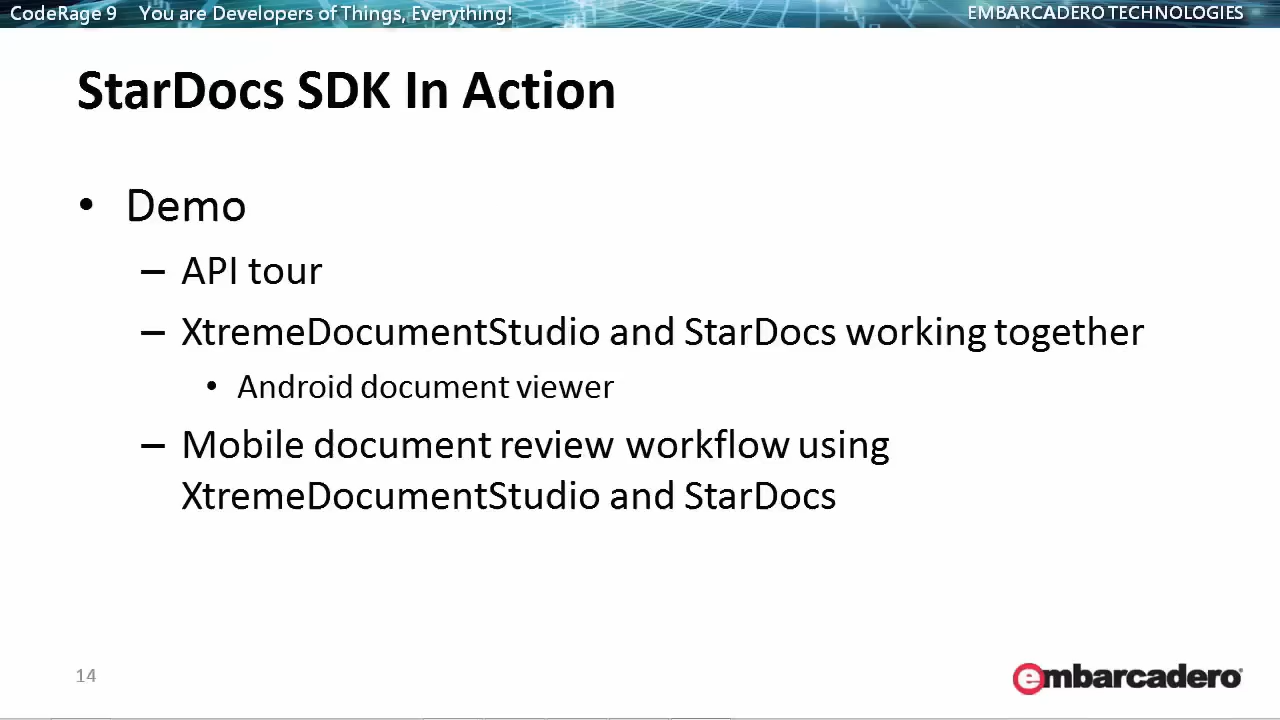 CodeRage 9 You are Developers of Things, Everything! EMBARCADERO TECHNOLOGIES
StarDocs SDK In Action
• Demo
– API tour
– XtremeDocumentStudio and StarDocs working together
• Android document viewer
– Mobile document review workflow using
XtremeDocumentStudio and StarDocs
14
embarcadero